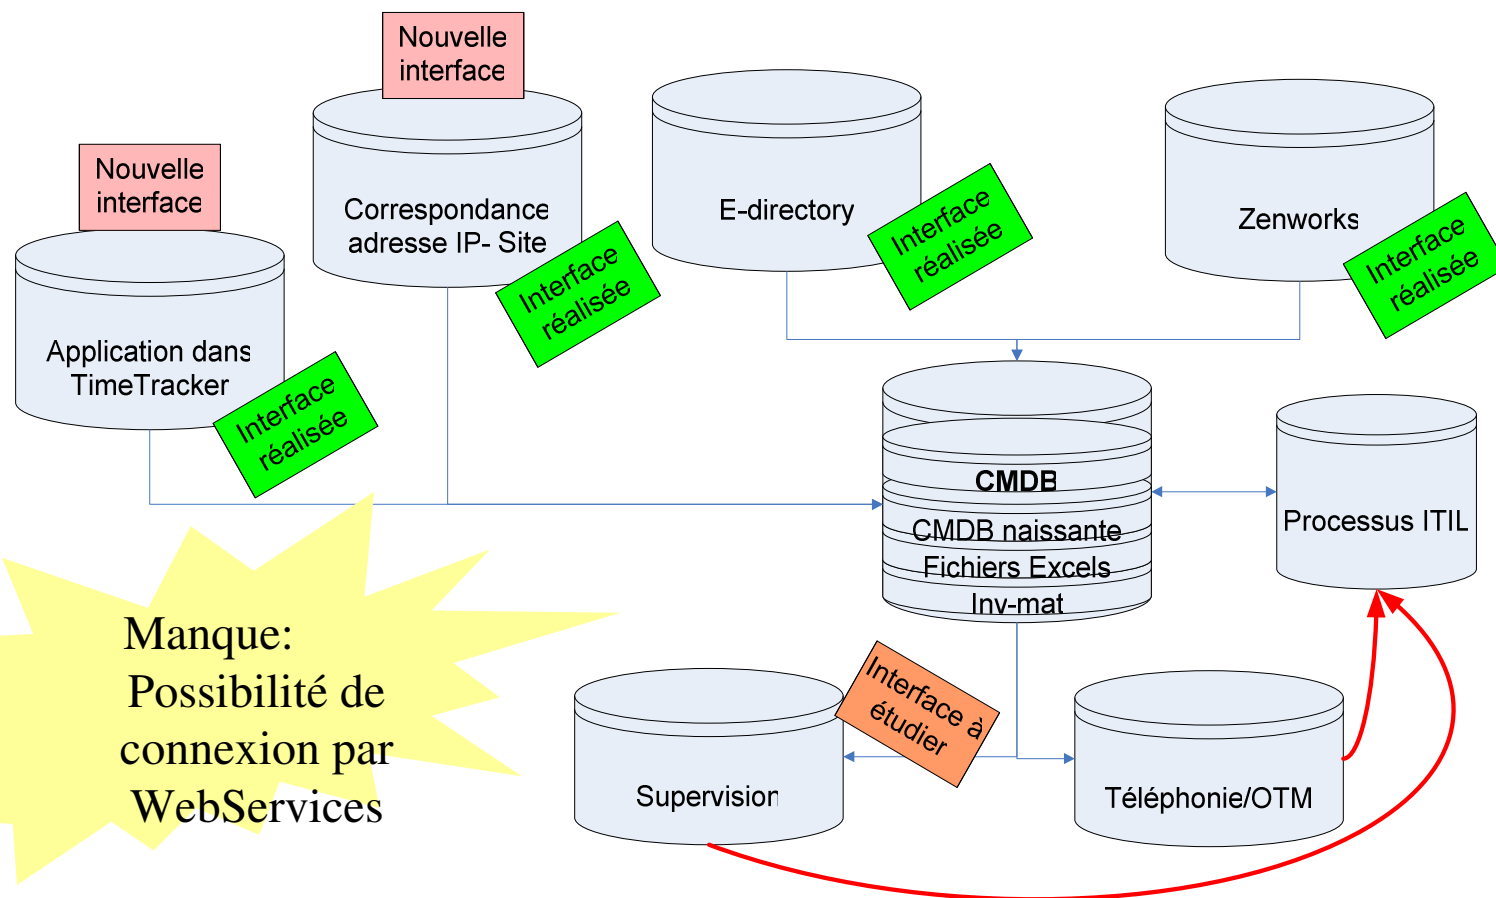 Nouvelle
interface
Nouvelle
interface
Correspondance
adresse IP- Site
Interface
réalisée
E-directory
Interface
réalisée
Zenworks
Interface
réalisée
Application dans
TimeTracker
Interface
réalisée
CMDB
CMDB naissante
Fichiers Excels
Inv-mat
Processus ITIL
Manque:
Possibilité de
connexion par
WebServices
Interface à
étudier
Supervision
Téléphonie/OTM